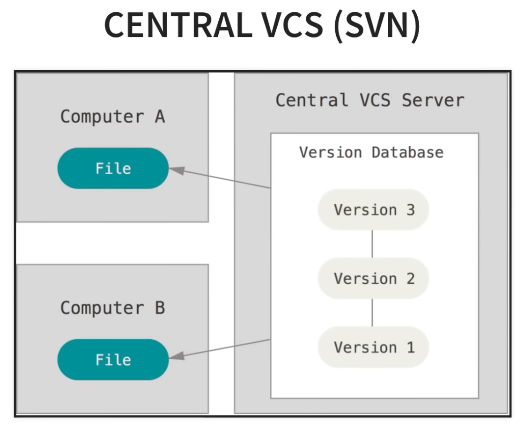 CENTRAL VCS (SVN)
Computer A
File
Computer B
File
Central VCS Server
Version Database
Version 3
Version 2
Version 1